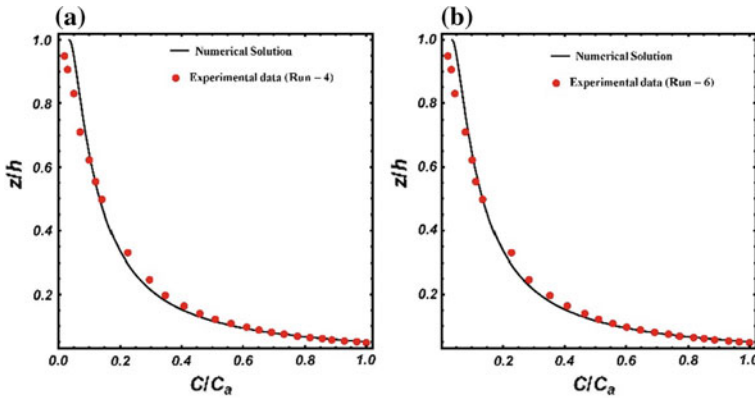 (a)
1.0
0.8
0.6
0.4
0.2
z/h
Numerical Solution
Experimental data (Run – 4)
0.0 0.2 0.4 0.6 0.8 1.0
C/Ca
(b)
1.0
0.8
0.6
0.4
0.2
z/h
Numerical Solution
Experimental data (Run – 6)
0.2 0.4 0.6 0.8 1.0
C/Ca